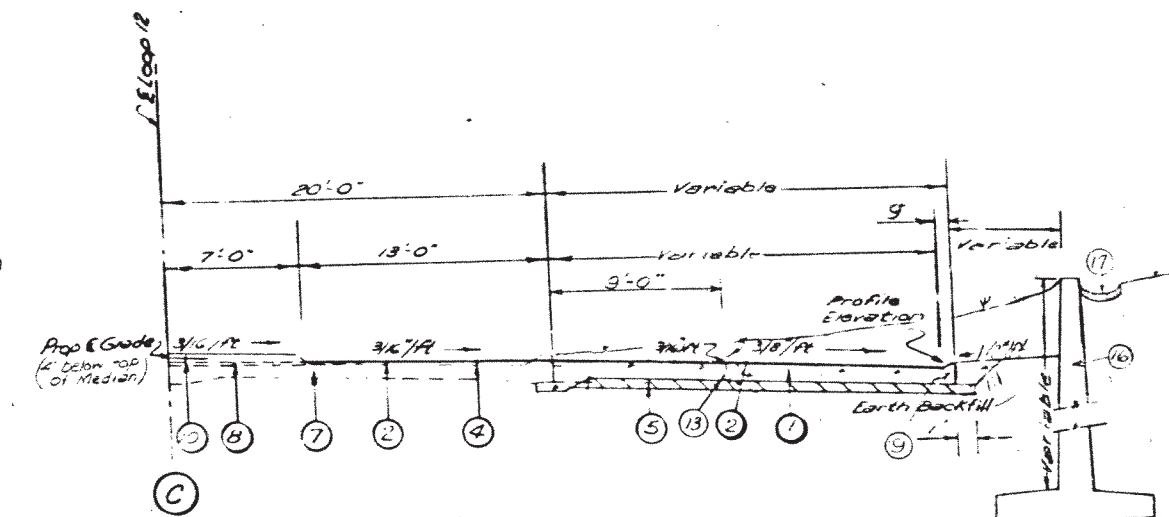 ℄ Loop 12
20'-0"
Variable
9"
Variable
7'-0"
13'-0"
Variable
9'-0"
17
Profile
Elevation
Prop ℄ Grade
below top
of Median)
3/16"/ft
3/16"/ft
3/8"/ft
16
Earth Backfill
Variable
8
7
2
4
5
13
2
1
9
C